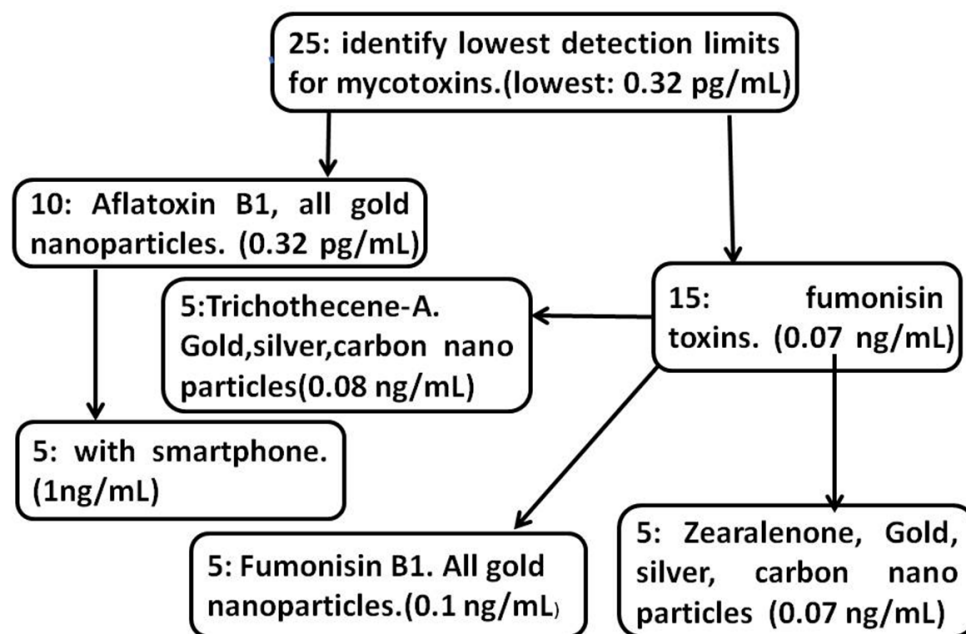 25: identify lowest detection limits
for mycotoxins.(lowest: 0.32 pg/mL)
10: Aflatoxin B1, all gold
nanoparticles. (0.32 pg/mL)
5:Trichothecene-A.
Gold,silver,carbon nano
particles(0.08 ng/mL)
15: fumonisin
toxins. (0.07 ng/mL)
5: with smartphone.
(1ng/mL)
5: Fumonisin B1. All gold
nanoparticles.(0.1 ng/mL)
5: Zearalenone, Gold,
silver, carbon nano
particles (0.07 ng/mL)